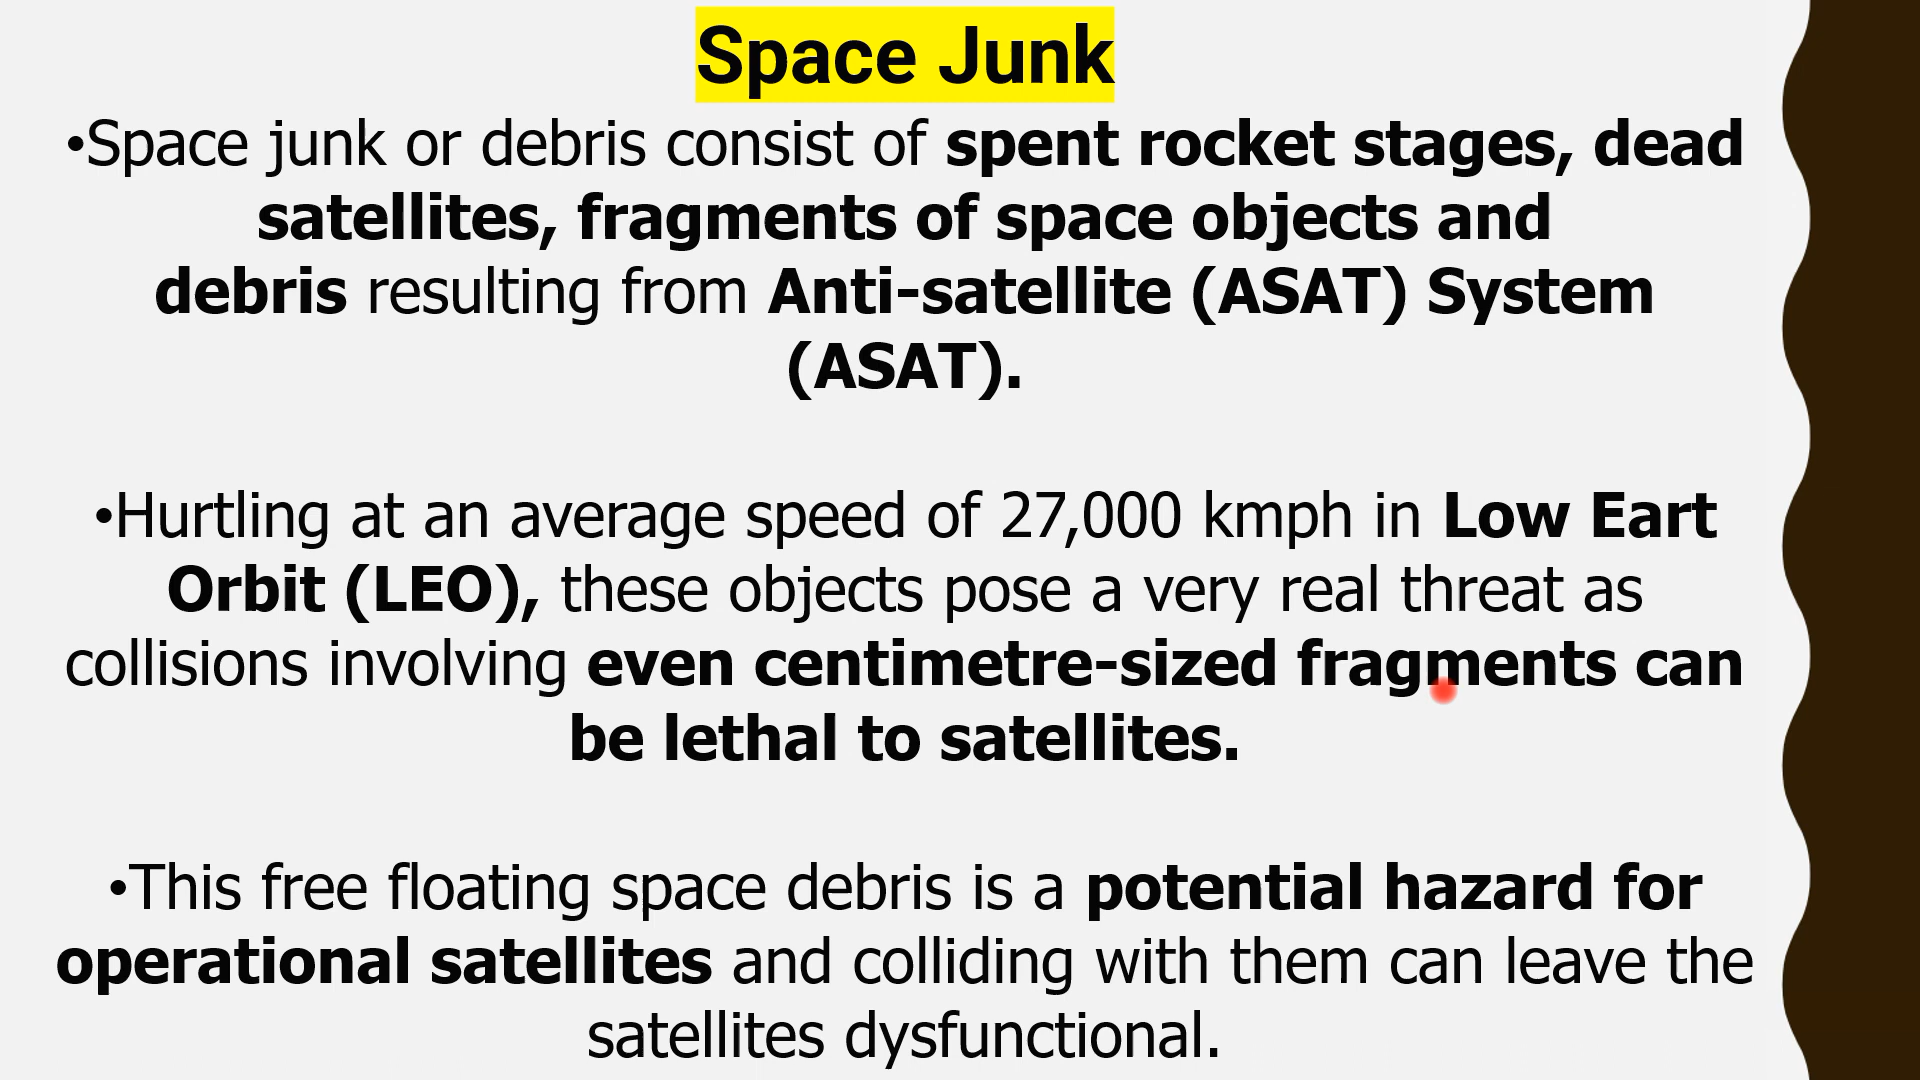 Space Junk
•Space junk or debris consist of spent rocket stages, dead
satellites, fragments of space objects and
debris resulting from Anti-satellite (ASAT) System
(ASAT).
•Hurtling at an average speed of 27,000 kmph in Low Eart
Orbit (LEO), these objects pose a very real threat as
collisions involving even centimetre-sized fragments can
be lethal to satellites.
•This free floating space debris is a potential hazard for
operational satellites and colliding with them can leave the
satellites dysfunctional.